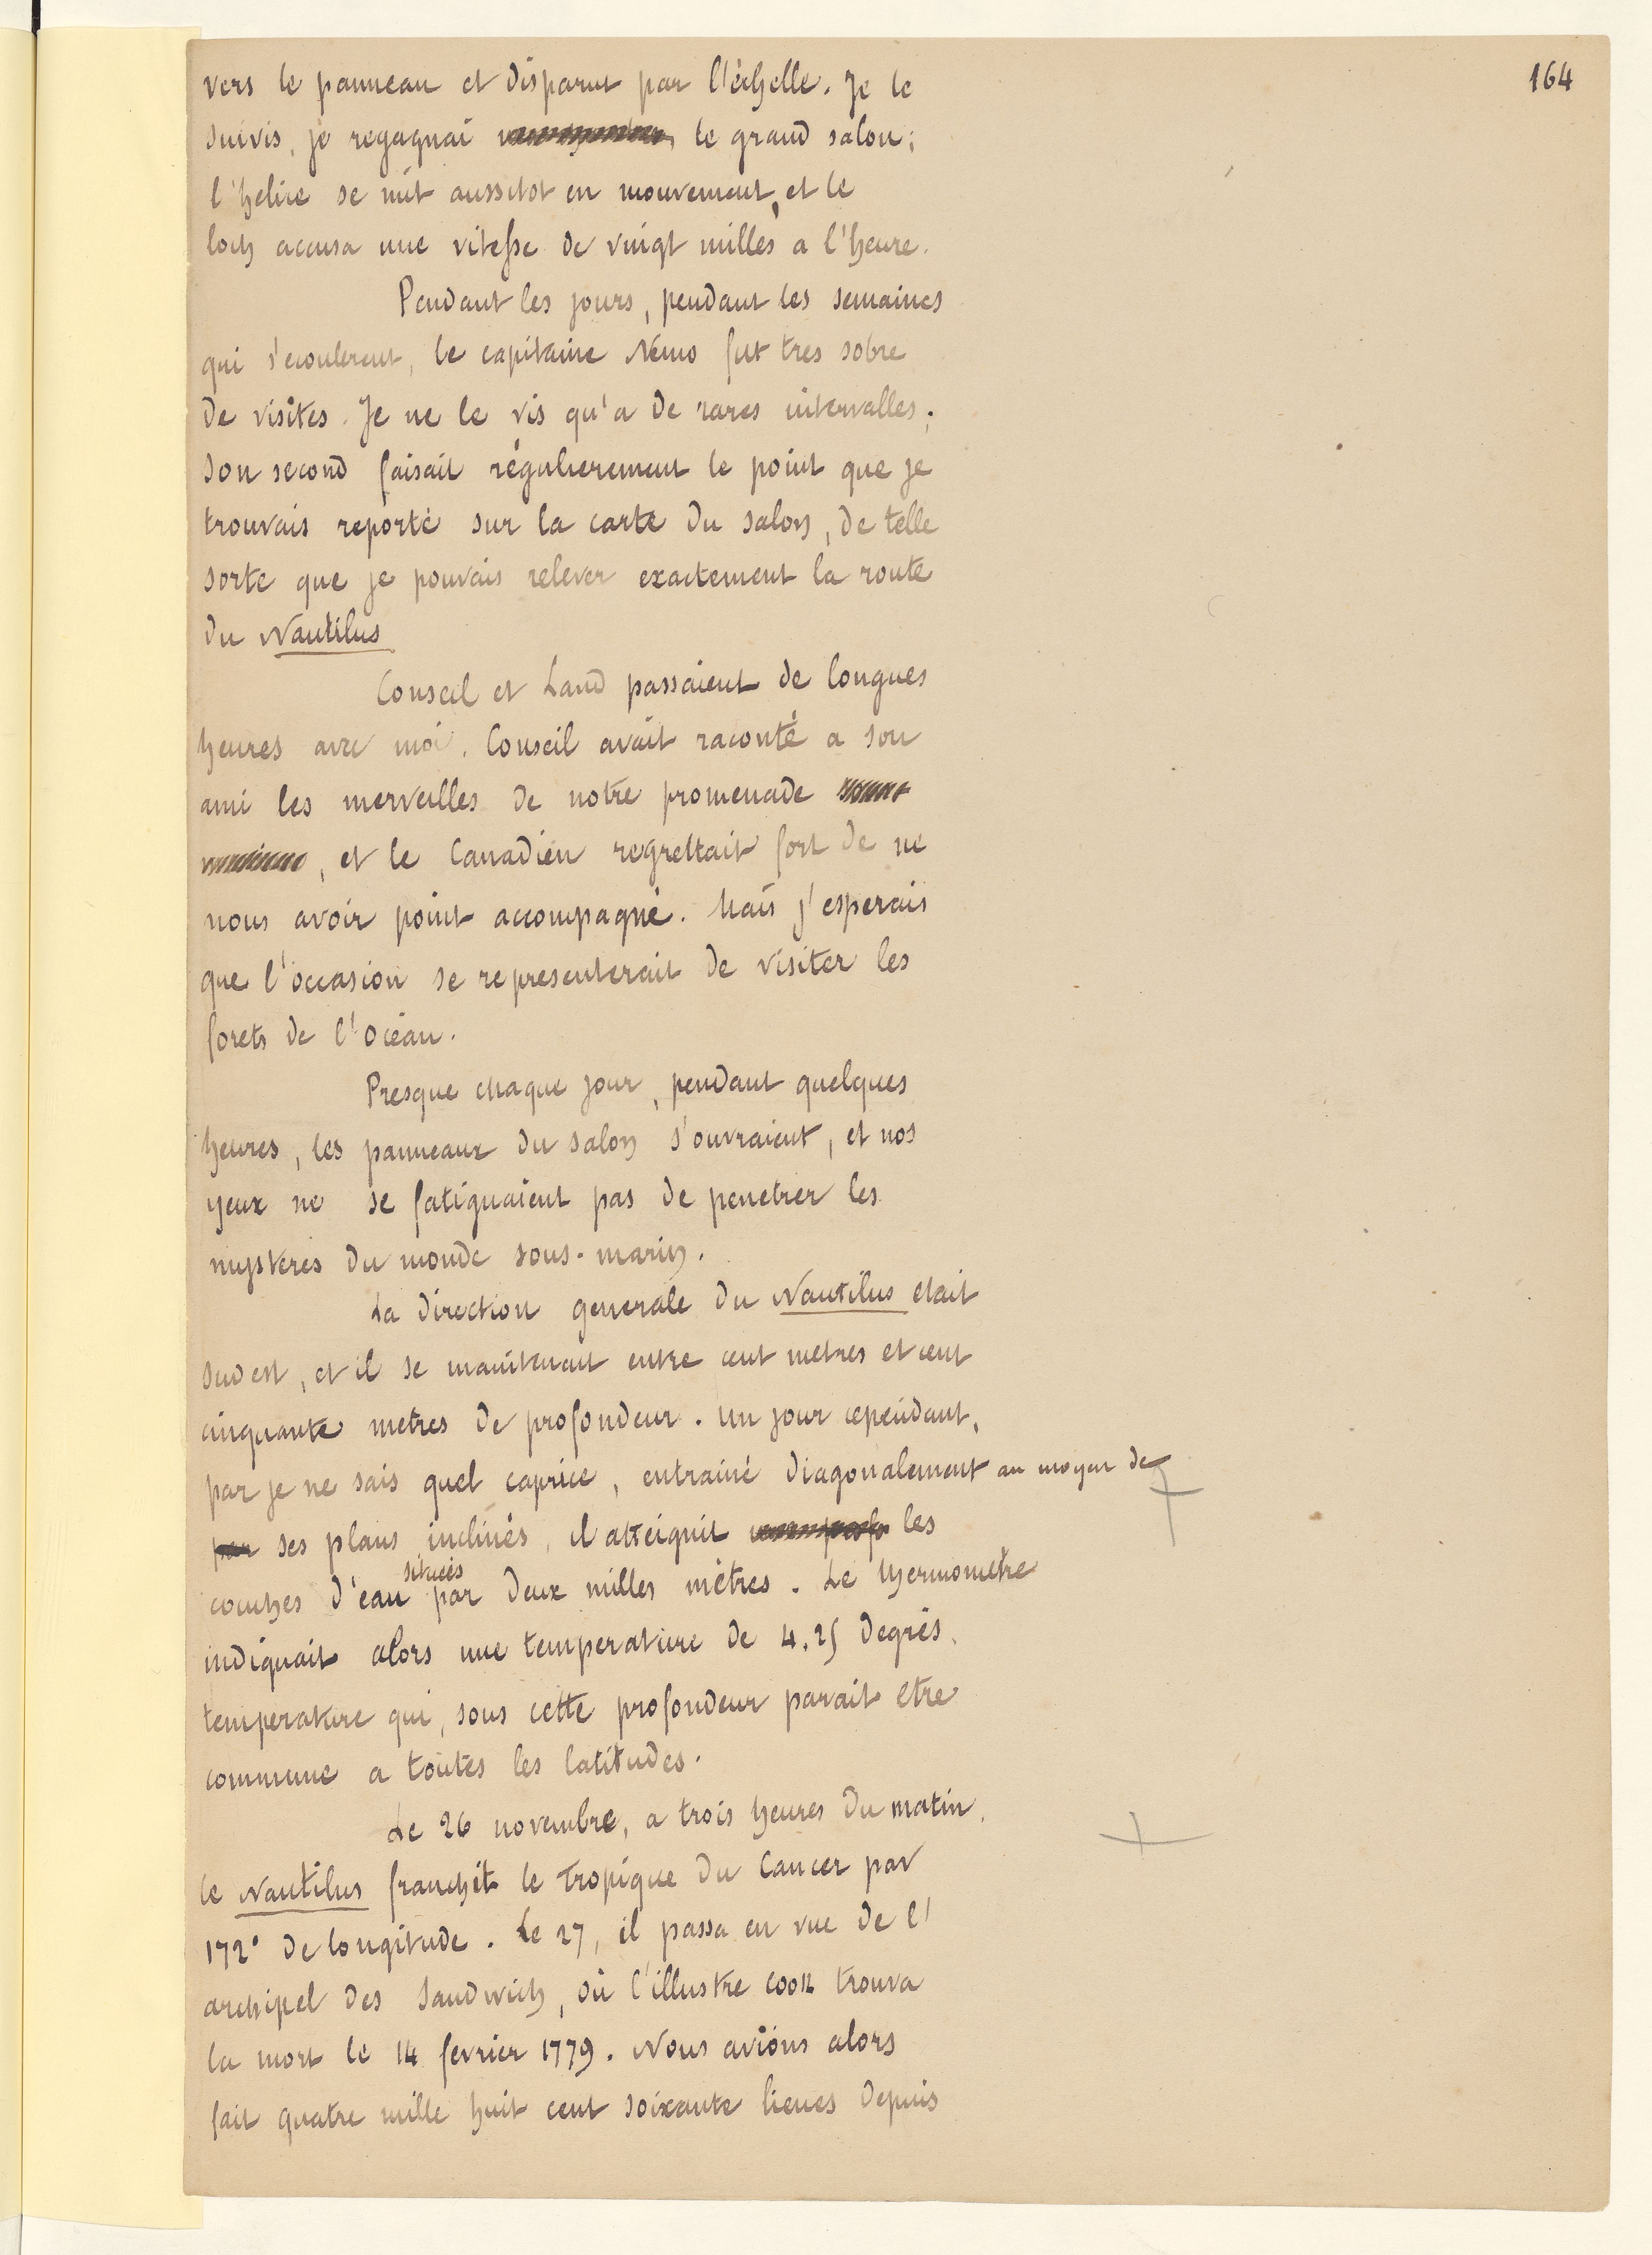 164
vers le panneau et disparut par l'échelle. Je le
suivis, je regagnai le grand salon;
l'helice se mit aussitot en mouvement, et le
loch accusa une vitesse de vingt milles a l'heure.
Pendant les jours, pendant les semaines
qui s'ecoulerent, le capitaine Némo fut tres sobre
de visites. Je ne le vis qu'a de rares intervalles;
son second faisait régulierement le point que je
trouvais reporté sur la carte du salon, de telle
sorte que je pouvais relever exactement la route
du Nautilus
Conseil et Land passaient de longues
heures avec moi. Conseil avait raconté a son
ami les merveilles de notre promenade
, et le Canadien regrettait fort de ne
nous avoir point accompagné. Mais j'esperais
que l'occasion se representerait de visiter les
forets de l'Océan.
Presque chaque jour, pendant quelques
heures, les panneaux du salon s'ouvraient, et nos
yeux ne se fatiguaient pas de penetrer les
mysteres du monde sous-marin.
La direction generale du Nautilus etait
sud est, et il se maintenait entre cent metres et cent
cinquante metres de profondeur. Un jour cependant,
par je ne sais quel caprice, entrainé diagonalement au moyen de
par ses plans inclinés, il atteignit les
couches d'eau situées par deux milles mètres. Le thermometre
indiquait alors une temperature de 4.25 degrés,
temperature qui, sous cette profondeur parait etre
commune a toutes les latitudes.
Le 26 novembre, a trois heures du matin,
le Nautilus franchit le Tropique du Cancer par
172° de longitude. Le 27, il passa en vue de l'
archipel des Sandwich, où l'illustre Cook trouva
la mort le 14 fevrier 1779. Nous avions alors
fait quatre mille huit cent soixante lieues depuis